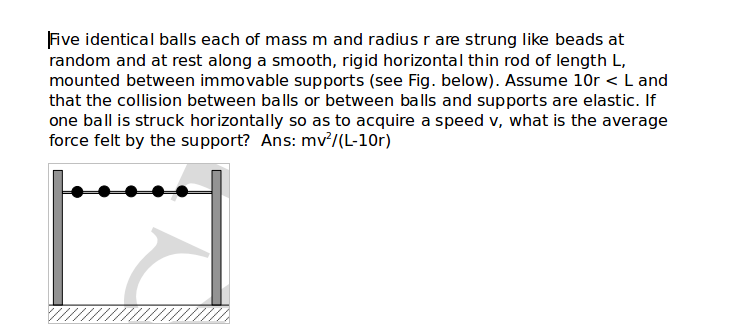 Five identical balls each of mass m and radius r are strung like beads at
random and at rest along a smooth, rigid horizontal thin rod of length L,
mounted between immovable supports (see Fig. below). Assume 10r < L and
that the collision between balls or between balls and supports are elastic. If
one ball is struck horizontally so as to acquire a speed v, what is the average
force felt by the support?  Ans: mv²/(L-10r)